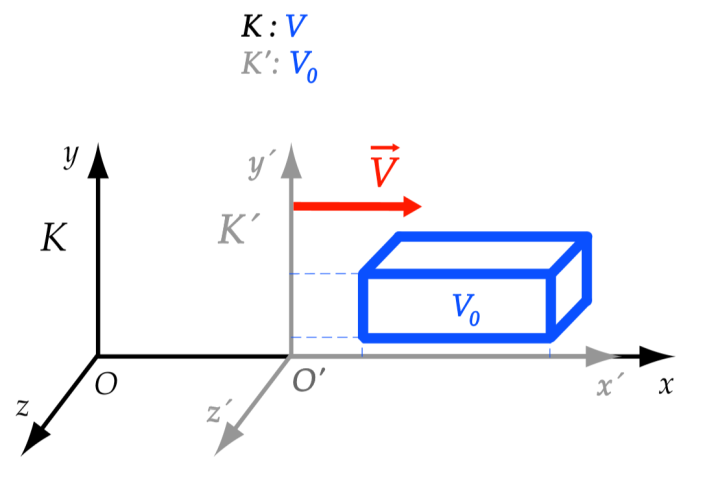 K : V
K′: V₀
y
y′
V⃗
K
K′
V₀
O
O′
x′
x
z
z′